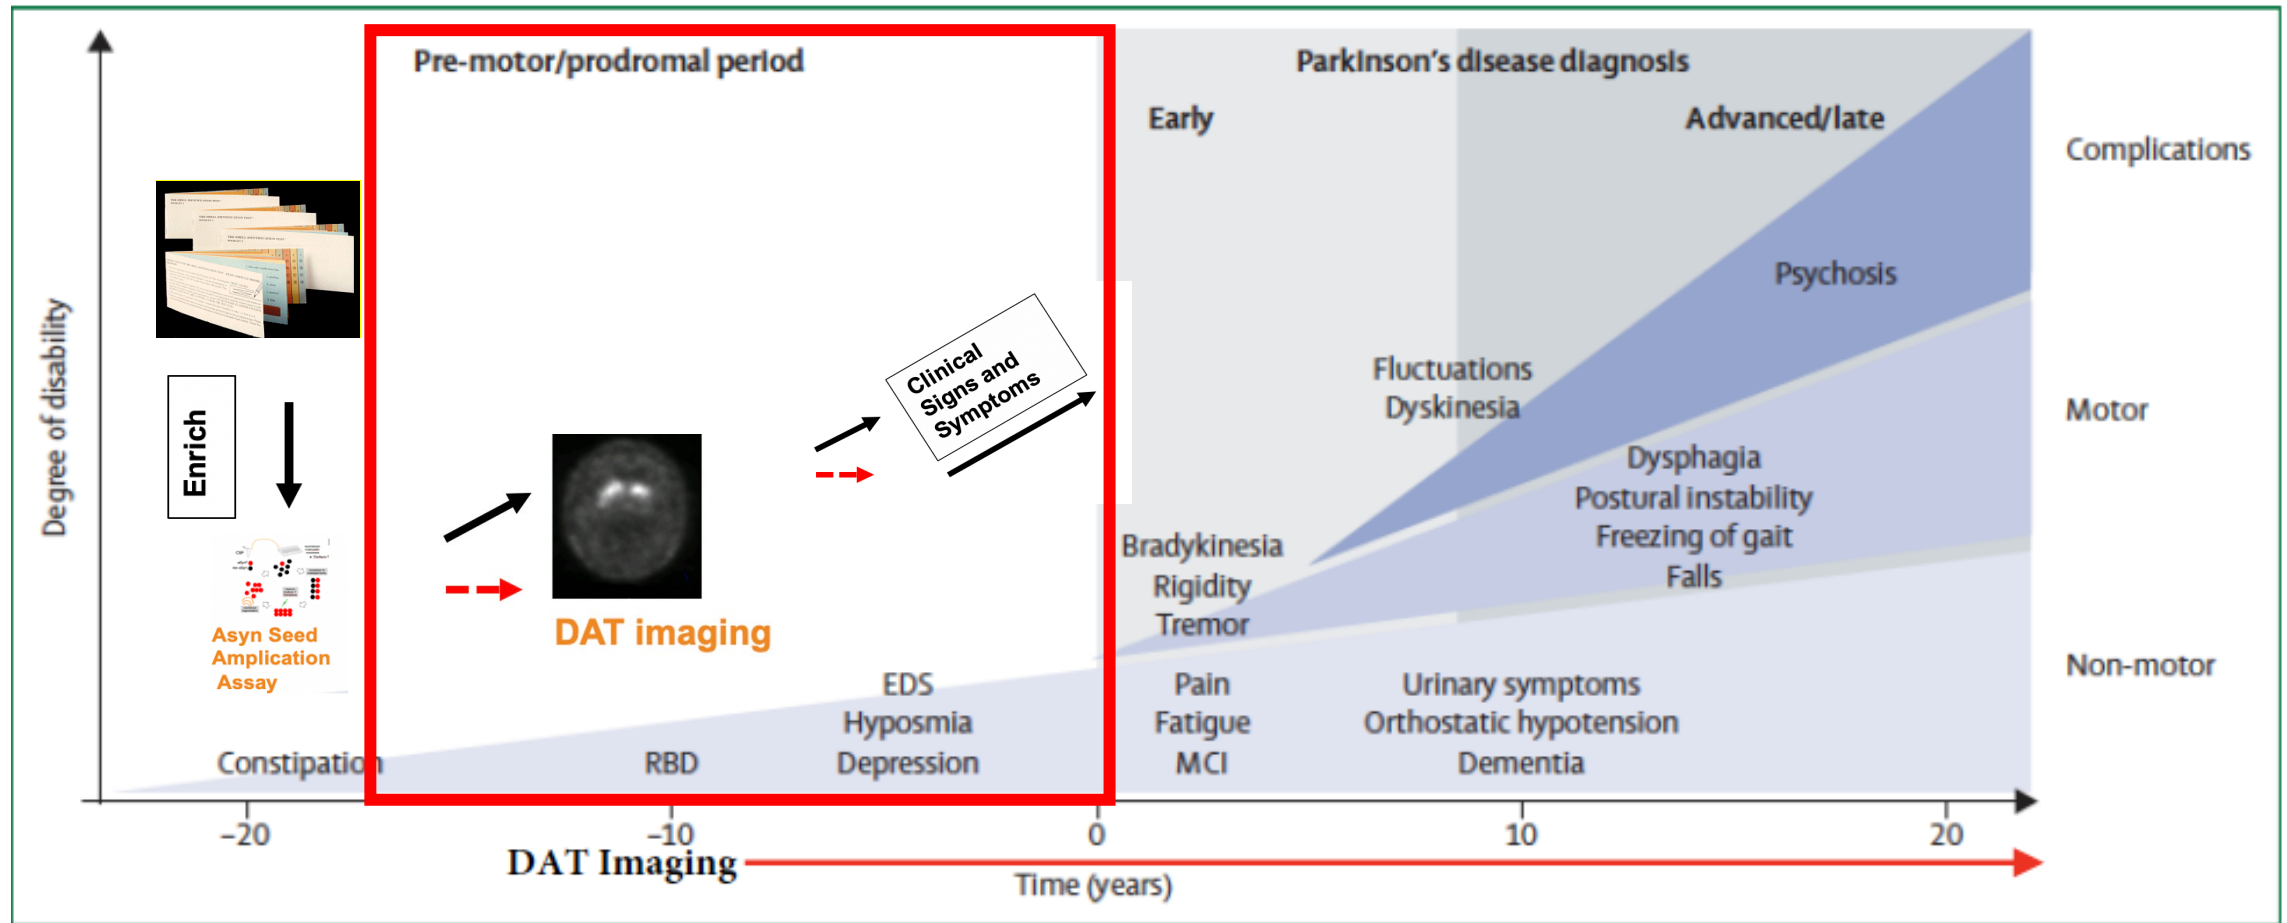 Pre-motor/prodromal period
Parkinson's disease diagnosis
Early
Advanced/late
Complications
Psychosis
Degree of disability
Enrich
Clinical
Signs and
Symptoms
Fluctuations
Dyskinesia
Motor
Dysphagia
Postural instability
Freezing of gait
Falls
Bradykinesia
Rigidity
Tremor
DAT imaging
Asyn Seed
Amplication
Assay
Non-motor
EDS
Hyposmia
Depression
Pain
Fatigue
MCI
Urinary symptoms
Orthostatic hypotension
Dementia
Constipation
RBD
–20
–10
0
10
20
DAT Imaging
Time (years)